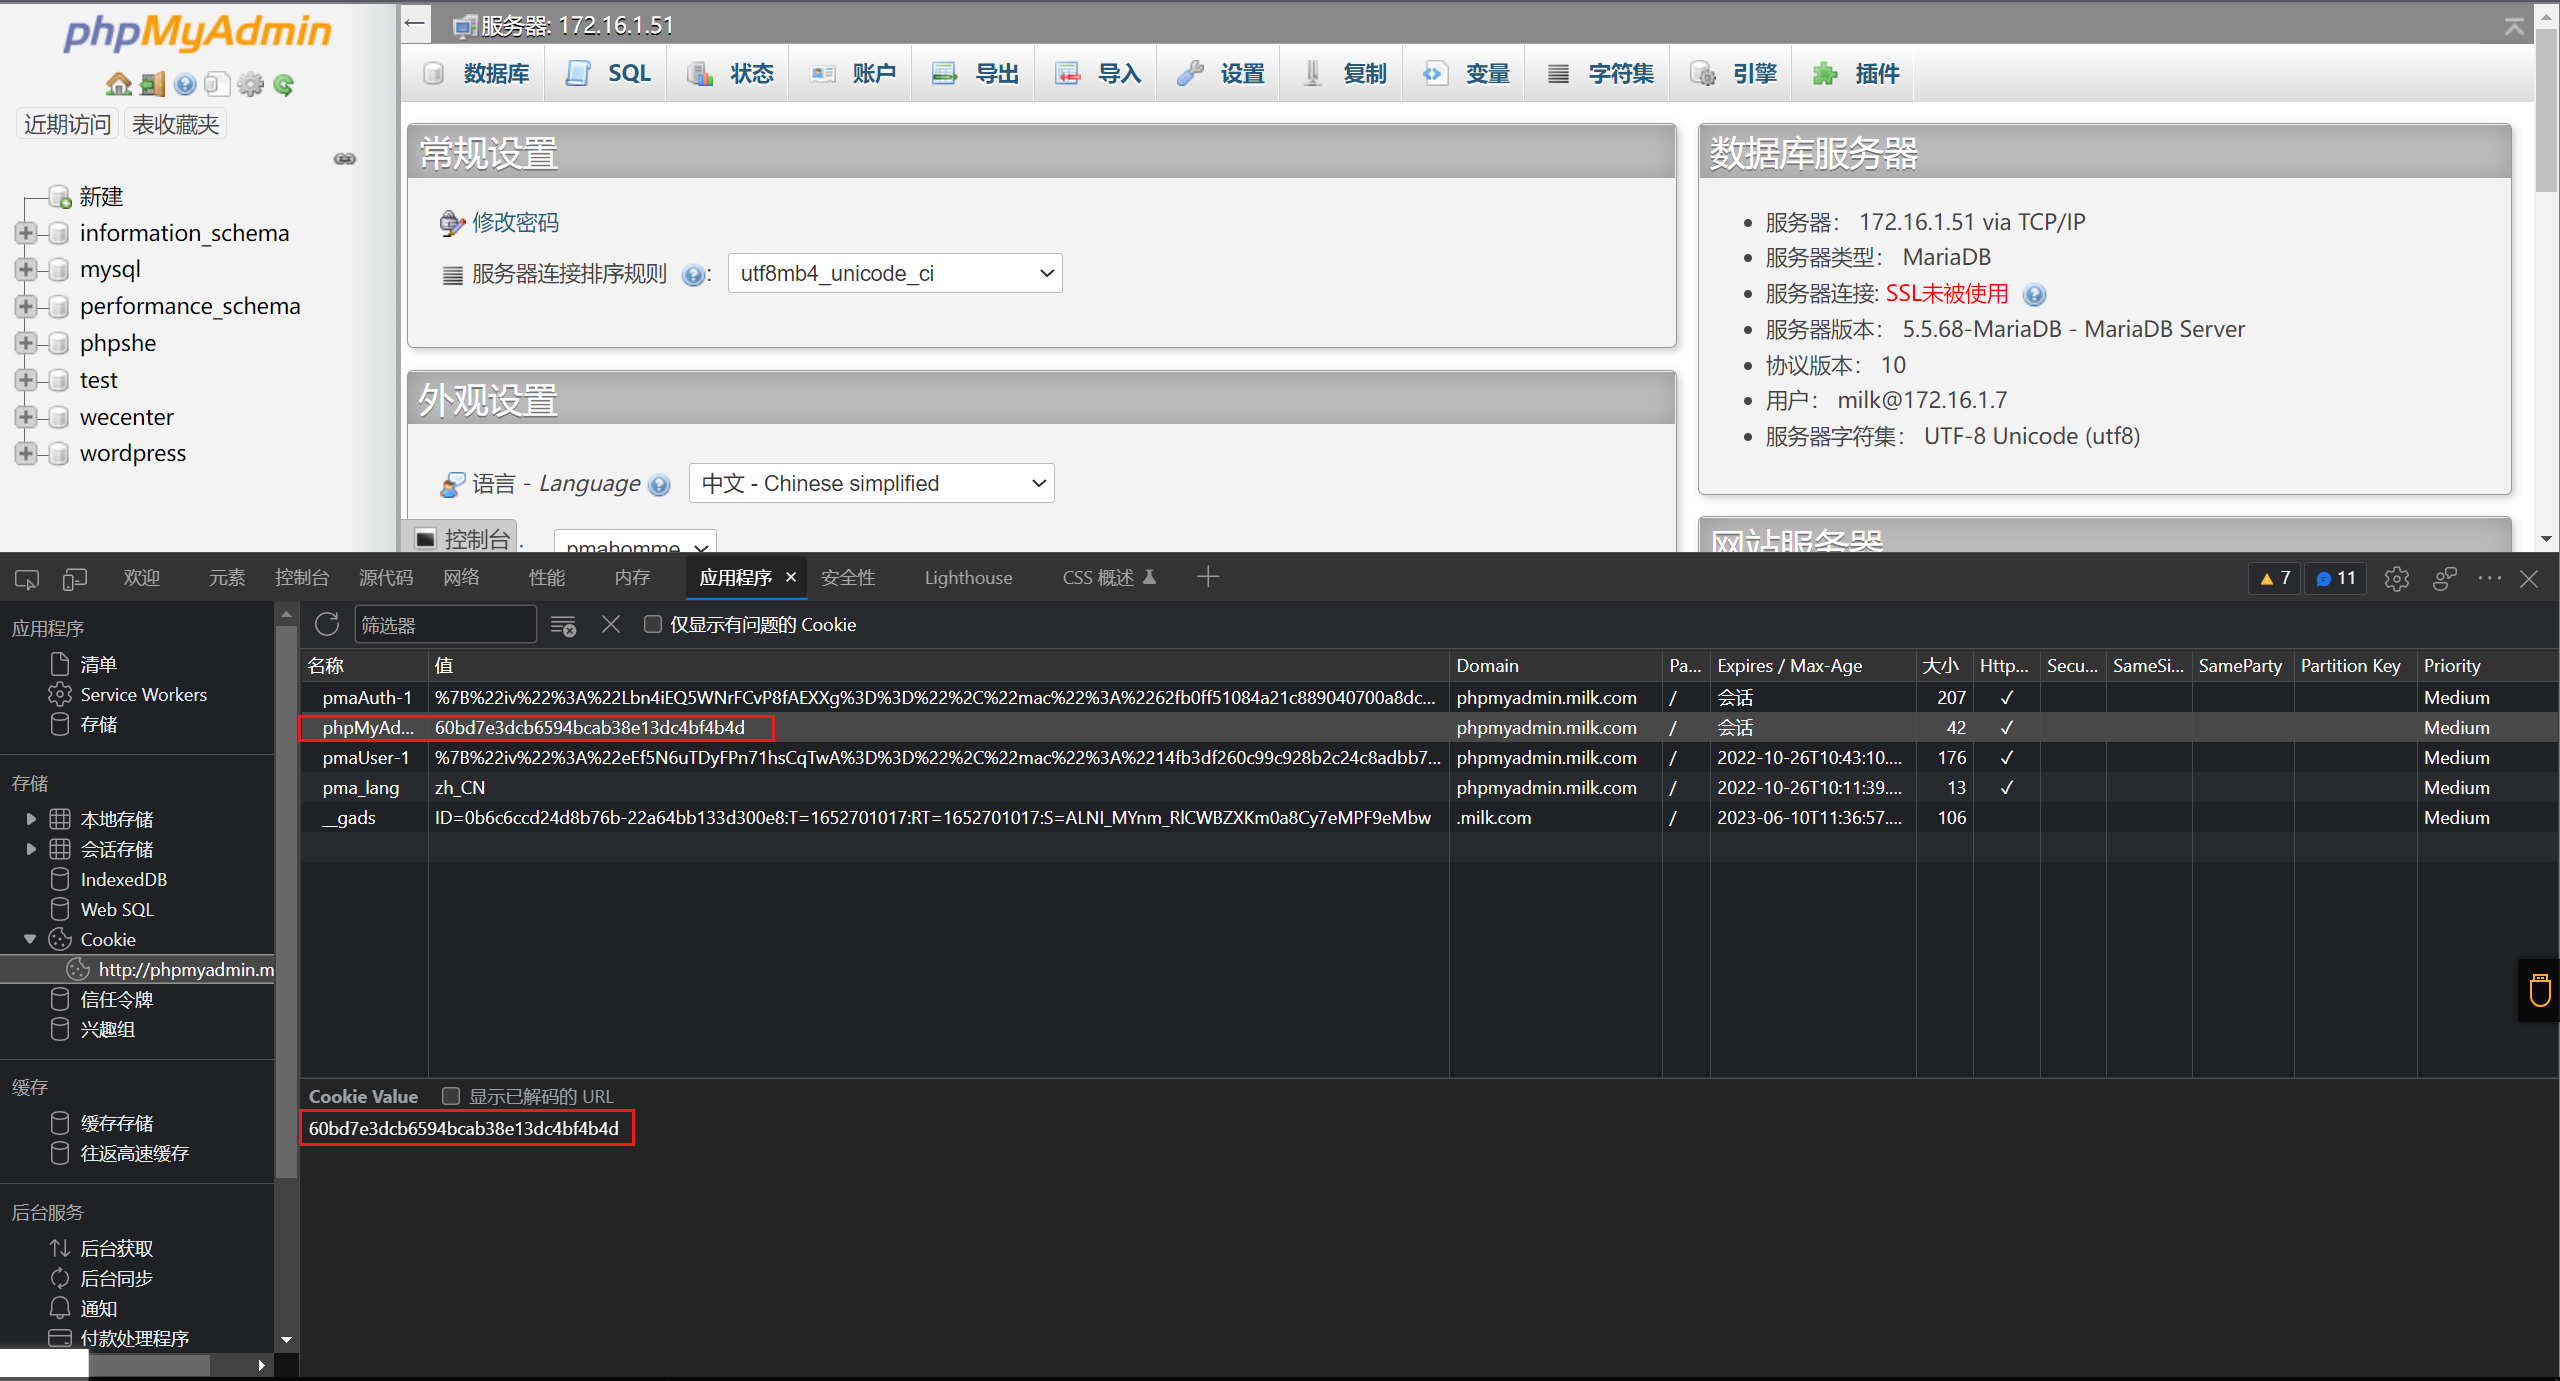 phpMyAdmin
近期访问 表收藏夹
新建
information_schema
mysql
performance_schema
phpshe
test
wecenter
wordpress
服务器: 172.16.1.51
数据库 SQL 状态 账户 导出 导入 设置 复制 变量 字符集 引擎 插件
常规设置
修改密码
服务器连接排序规则 : utf8mb4_unicode_ci
外观设置
语言 - Language 中文 - Chinese simplified
控制台 : pmahomme
数据库服务器
服务器： 172.16.1.51 via TCP/IP
服务器类型： MariaDB
服务器连接: SSL未被使用
服务器版本： 5.5.68-MariaDB - MariaDB Server
协议版本： 10
用户： milk@172.16.1.7
服务器字符集： UTF-8 Unicode (utf8)
网站服务器
欢迎 元素 控制台 源代码 网络 性能 内存 应用程序 安全性 Lighthouse CSS 概述 7 11
应用程序
清单
Service Workers
存储
存储
本地存储
会话存储
IndexedDB
Web SQL
Cookie
http://phpmyadmin.m
信任令牌
兴趣组
缓存
缓存存储
往返高速缓存
后台服务
后台获取
后台同步
通知
付款处理程序
筛选器 仅显示有问题的 Cookie
名称 值 Domain Pa... Expires / Max-Age 大小 Http... Secu... SameSi... SameParty Partition Key Priority
pmaAuth-1 %7B%22iv%22%3A%22Lbn4iEQ5WNrFCvP8fAEXXg%3D%3D%22%2C%22mac%22%3A%2262fb0ff51084a21c889040700a8dc... phpmyadmin.milk.com / 会话 207 ✓ Medium
phpMyAd... 60bd7e3dcb6594bcab38e13dc4bf4b4d phpmyadmin.milk.com / 会话 42 ✓ Medium
pmaUser-1 %7B%22iv%22%3A%22eEf5N6uTDyFPn71hsCqTwA%3D%3D%22%2C%22mac%22%3A%2214fb3df260c99c928b2c24c8adbb7... phpmyadmin.milk.com / 2022-10-26T10:43:10.... 176 ✓ Medium
pma_lang zh_CN phpmyadmin.milk.com / 2022-10-26T10:11:39.... 13 ✓ Medium
__gads ID=0b6c6ccd24d8b76b-22a64bb133d300e8:T=1652701017:RT=1652701017:S=ALNI_MYnm_RlCWBZXKm0a8Cy7eMPF9eMbw .milk.com / 2023-06-10T11:36:57.... 106 Medium
Cookie Value 显示已解码的 URL
60bd7e3dcb6594bcab38e13dc4bf4b4d